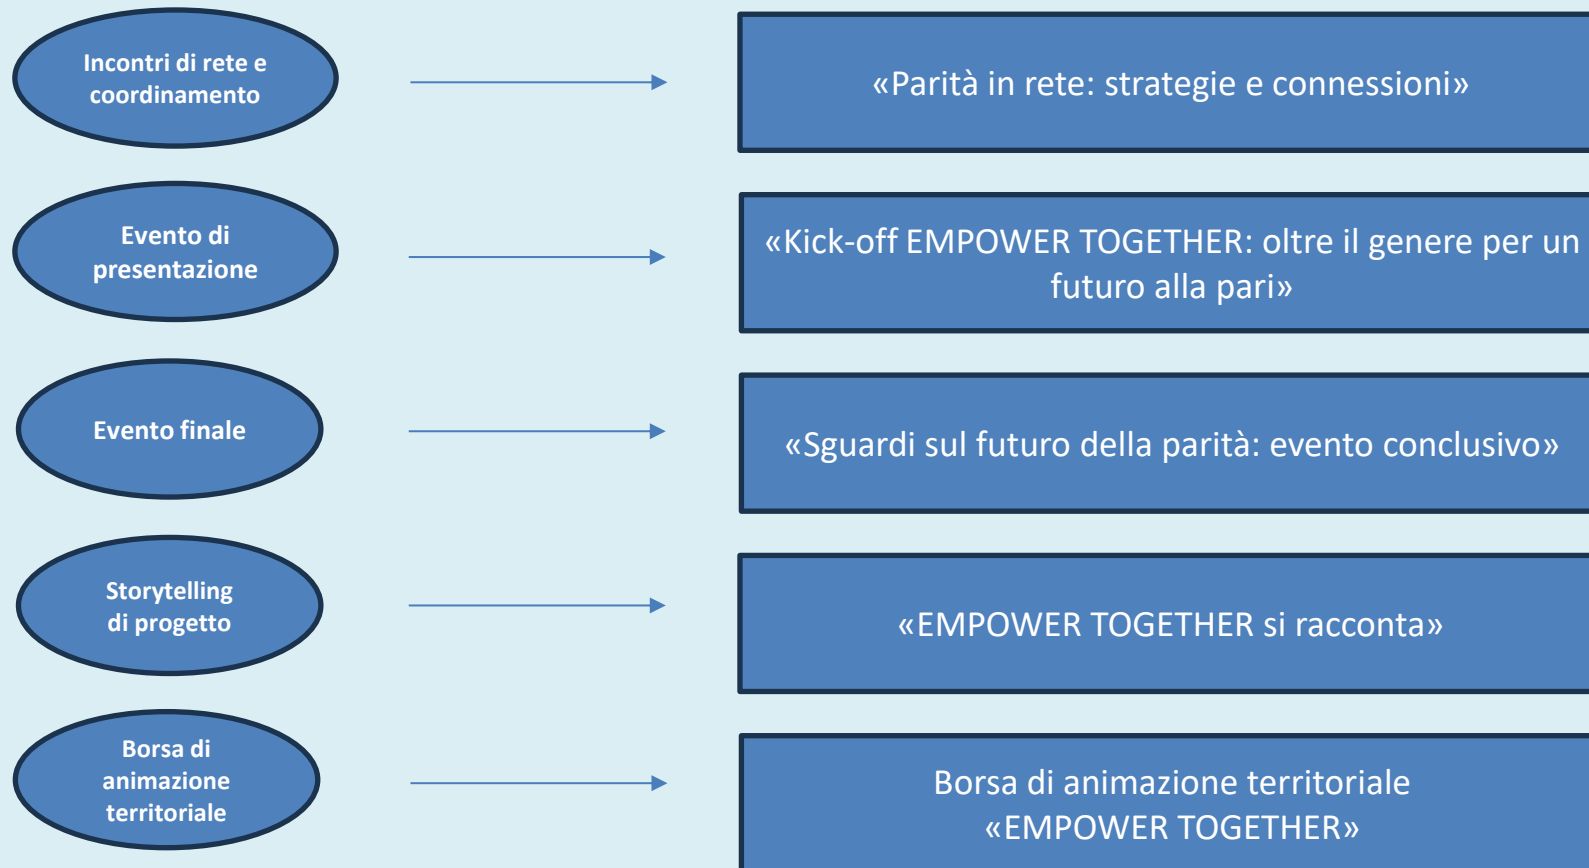 Incontri di rete e
coordinamento
«Parità in rete: strategie e connessioni»
Evento di
presentazione
«Kick-off EMPOWER TOGETHER: oltre il genere per un
futuro alla pari»
Evento finale
«Sguardi sul futuro della parità: evento conclusivo»
Storytelling
di progetto
«EMPOWER TOGETHER si racconta»
Borsa di
animazione
territoriale
Borsa di animazione territoriale
«EMPOWER TOGETHER»